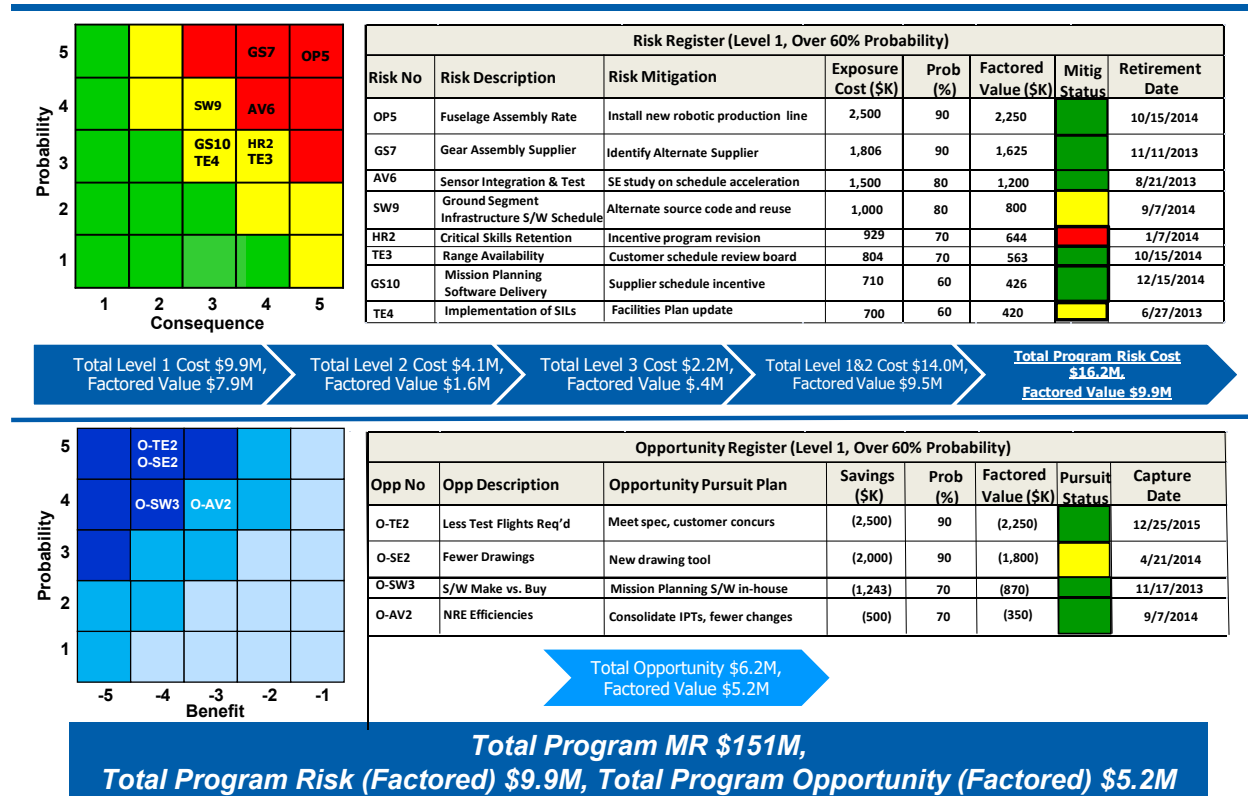 5
GS7
OP5
4
SW9
AV6
3
GS10
TE4
HR2
TE3
2
1
Probability
1 2 3 4 5
Consequence
Risk Register (Level 1, Over 60% Probability)
Risk No Risk Description Risk Mitigation Exposure Cost ($K) Prob (%) Factored Value ($K) Mitig Status Retirement Date
OP5 Fuselage Assembly Rate Install new robotic production line 2,500 90 2,250 10/15/2014
GS7 Gear Assembly Supplier Identify Alternate Supplier 1,806 90 1,625 11/11/2013
AV6 Sensor Integration & Test SE study on schedule acceleration 1,500 80 1,200 8/21/2013
SW9 Ground Segment Infrastructure S/W Schedule Alternate source code and reuse 1,000 80 800 9/7/2014
HR2 Critical Skills Retention Incentive program revision 929 70 644 1/7/2014
TE3 Range Availability Customer schedule review board 804 70 563 10/15/2014
GS10 Mission Planning Software Delivery Supplier schedule incentive 710 60 426 12/15/2014
TE4 Implementation of SILs Facilities Plan update 700 60 420 6/27/2013
Total Level 1 Cost $9.9M,
Factored Value $7.9M
Total Level 2 Cost $4.1M,
Factored Value $1.6M
Total Level 3 Cost $2.2M,
Factored Value $.4M
Total Level 1&2 Cost $14.0M,
Factored Value $9.5M
Total Program Risk Cost
$16.2M,
Factored Value $9.9M
5
O-TE2
O-SE2
4
O-SW3
O-AV2
3
2
1
Probability
-5 -4 -3 -2 -1
Benefit
Opportunity Register (Level 1, Over 60% Probability)
Opp No Opp Description Opportunity Pursuit Plan Savings ($K) Prob (%) Factored Value ($K) Pursuit Status Capture Date
O-TE2 Less Test Flights Req’d Meet spec, customer concurs (2,500) 90 (2,250) 12/25/2015
O-SE2 Fewer Drawings New drawing tool (2,000) 90 (1,800) 4/21/2014
O-SW3 S/W Make vs. Buy Mission Planning S/W in-house (1,243) 70 (870) 11/17/2013
O-AV2 NRE Efficiencies Consolidate IPTs, fewer changes (500) 70 (350) 9/7/2014
Total Opportunity $6.2M,
Factored Value $5.2M
Total Program MR $151M,
Total Program Risk (Factored) $9.9M, Total Program Opportunity (Factored) $5.2M